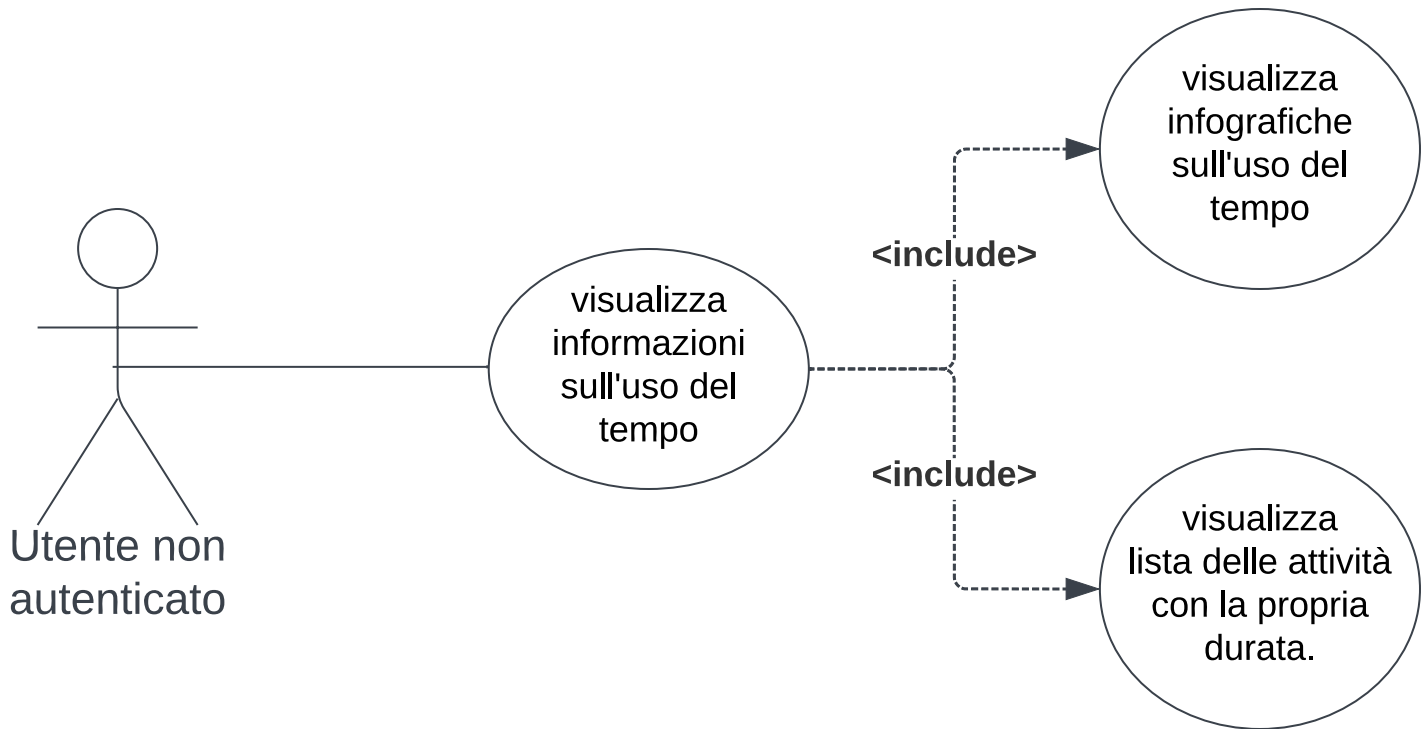 visualizza
infografiche
sull'uso del
tempo
<include>
visualizza
informazioni
sull'uso del
tempo
<include>
visualizza
lista delle attività
con la propria
durata.
Utente non
autenticato